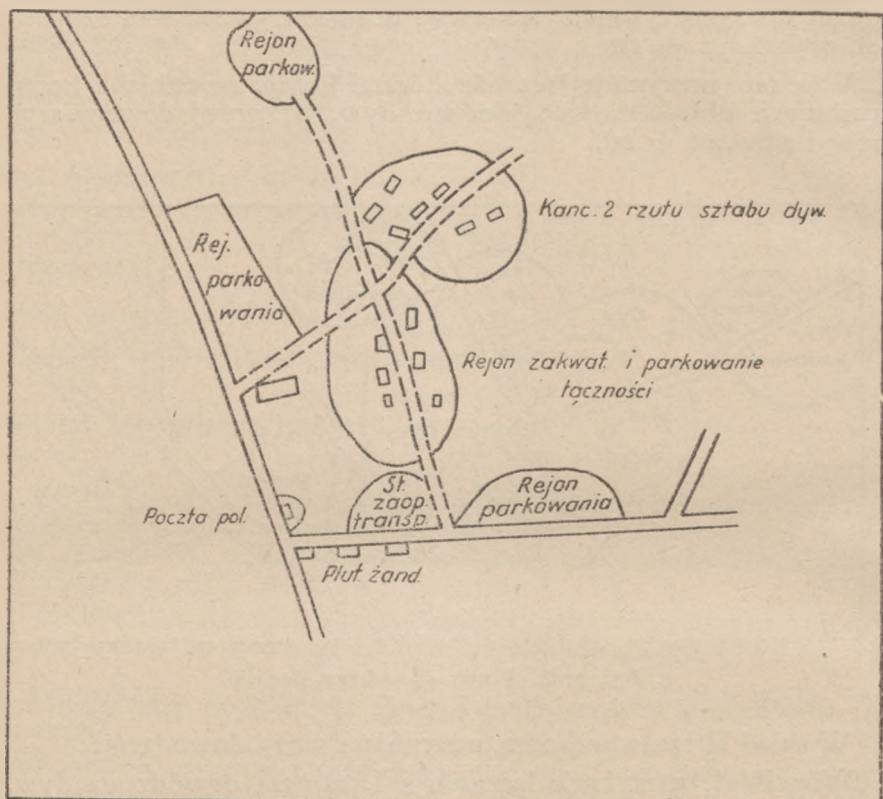 Rejon
parkow.
Kanc. 2 rzutu sztabu dyw.
Rej.
parko
wania
Rejon zakwat. i parkowanie
łączności
St.
zaop.
transp.
Rejon
parkowania
Poczta pol.
Plut. żand.